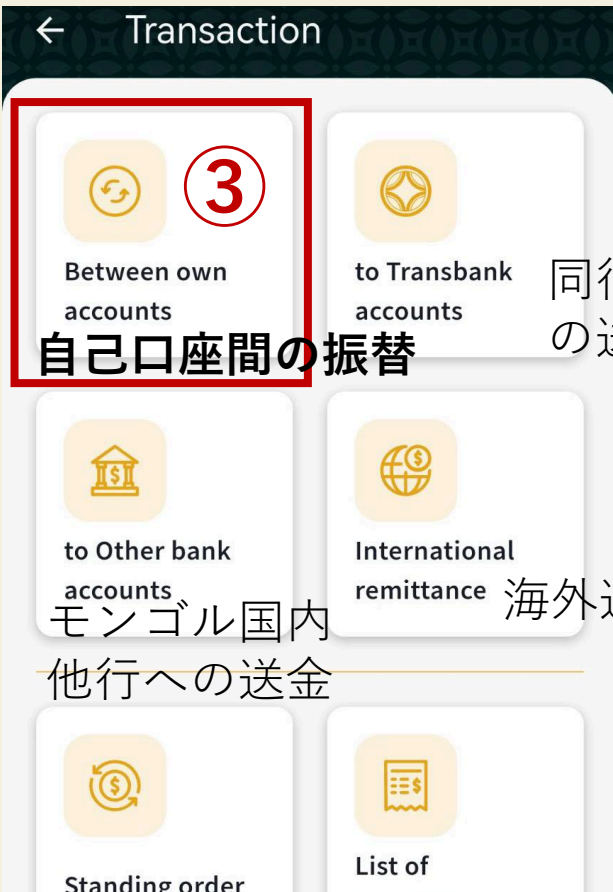 ← Transaction
③
Between own
accounts
自己口座間の振替
to Transbank
accounts
同
の
to Other bank
accounts
モンゴル国内
他行への送金
International
remittance
海外
Standing order
List of